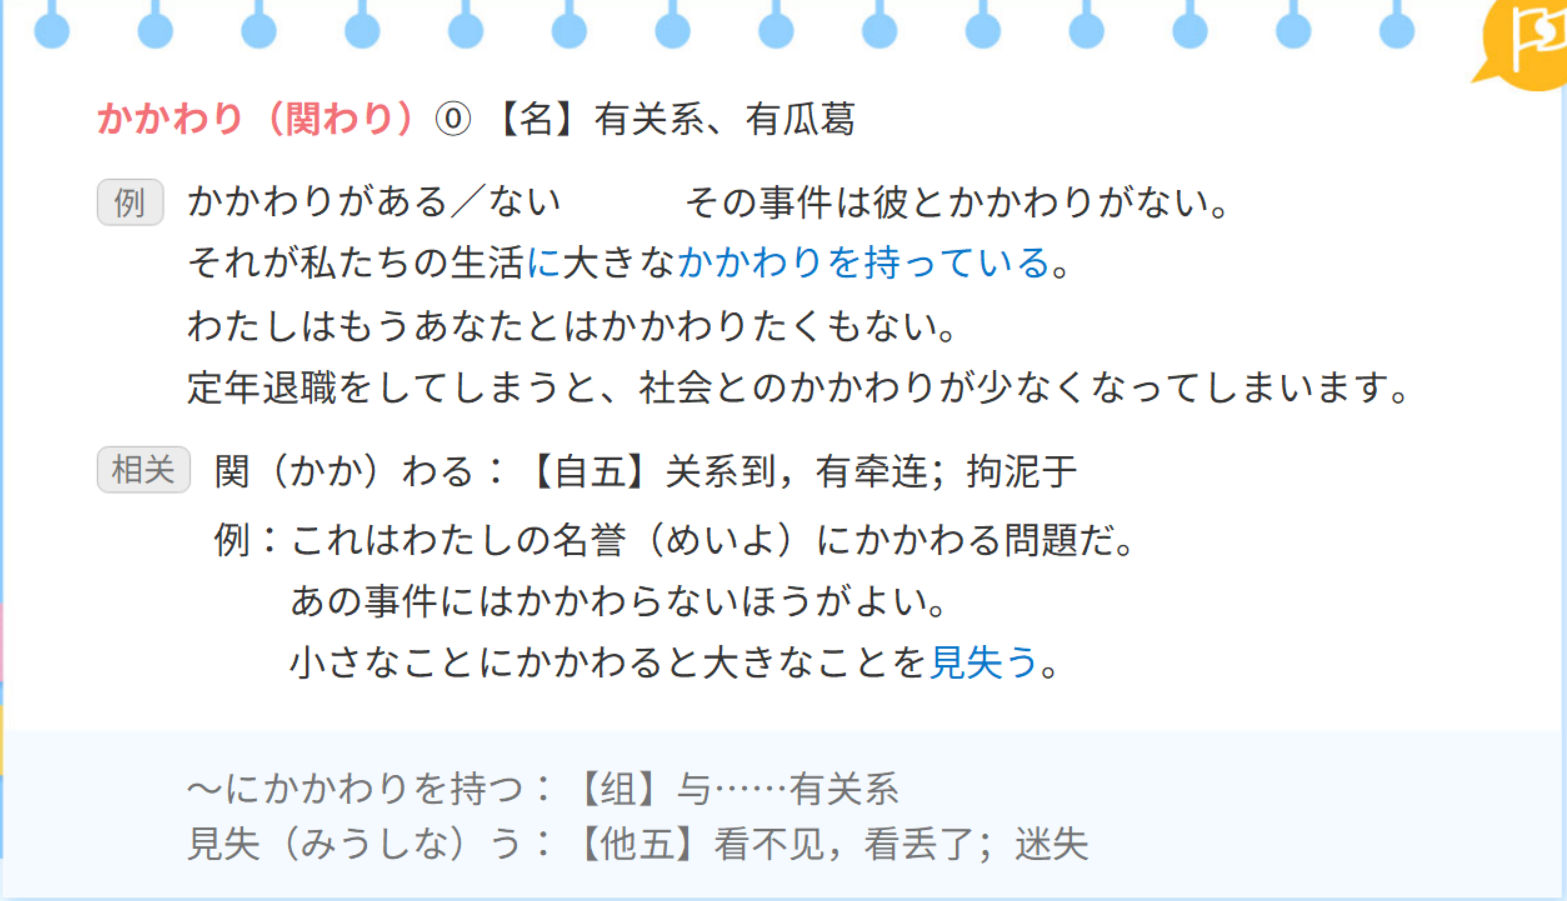 かかわり（関わり）⓪ 【名】有关系、有瓜葛
例 かかわりがある／ない その事件は彼とかかわりがない。
それが私たちの生活に大きなかかわりを持っている。
わたしはもうあなたとはかかわりたくもない。
定年退職をしてしまうと、社会とのかかわりが少なくなってしまいます。
相关 関（かか）わる：【自五】关系到，有牵连；拘泥于
例：これはわたしの名誉（めいよ）にかかわる問題だ。
あの事件にはかかわらないほうがよい。
小さなことにかかわると大きなことを見失う。
～にかかわりを持つ：【组】与……有关系
見失（みうしな）う：【他五】看不见，看丢了；迷失